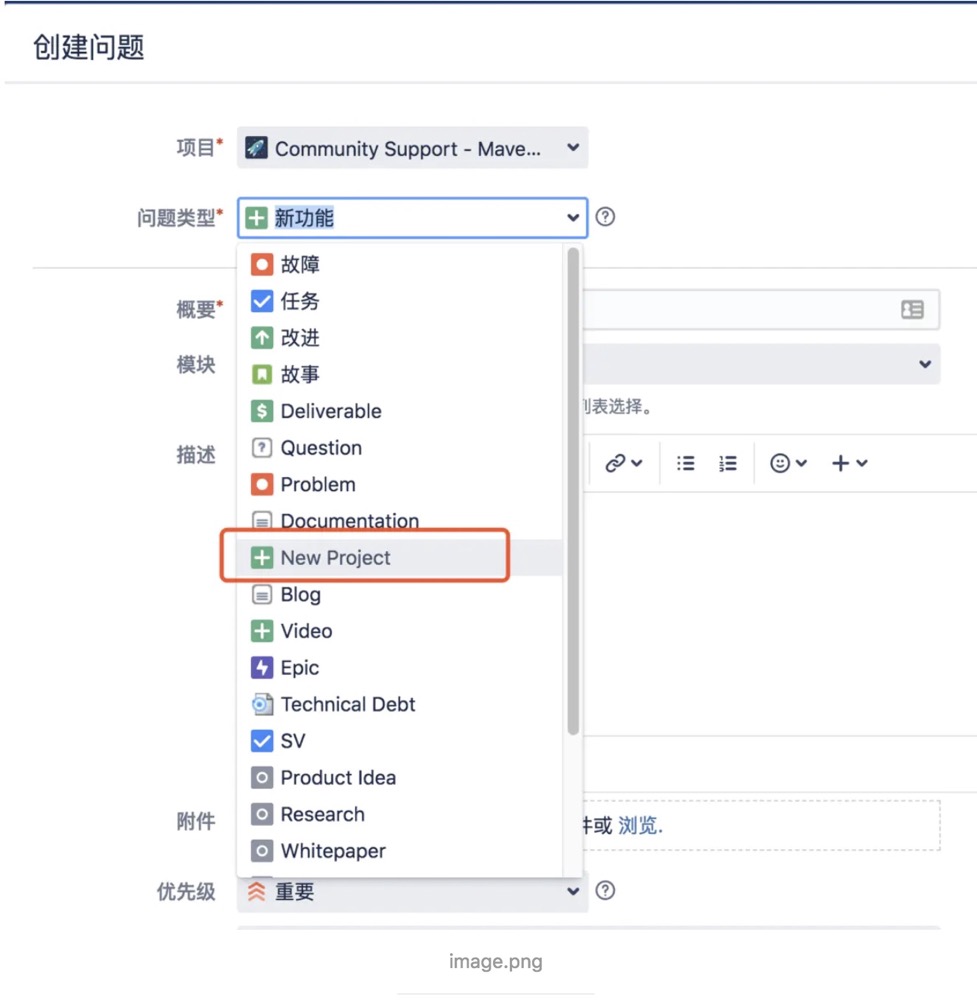 创建问题
项目* Community Support - Mave...
问题类型* 新功能
故障
任务
概要*
改进
模块
故事
列表选择。
Deliverable
描述
Question
Problem
Documentation
New Project
Blog
Video
Epic
Technical Debt
SV
Product Idea
Research
附件
件或 浏览.
Whitepaper
优先级 重要
image.png